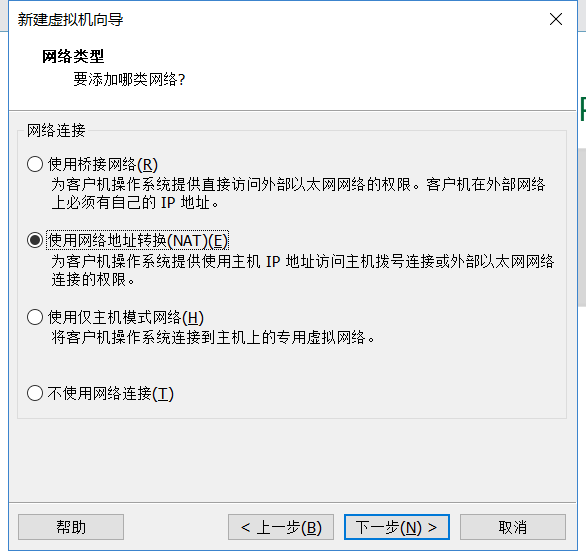 新建虚拟机向导
网络类型
要添加哪类网络?
网络连接
使用桥接网络(R)
为客户机操作系统提供直接访问外部以太网网络的权限。客户机在外部网络
上必须有自己的 IP 地址。
使用网络地址转换(NAT)(E)
为客户机操作系统提供使用主机 IP 地址访问主机拨号连接或外部以太网网络
连接的权限。
使用仅主机模式网络(H)
将客户机操作系统连接到主机上的专用虚拟网络。
不使用网络连接(T)
帮助
< 上一步(B)
下一步(N) >
取消